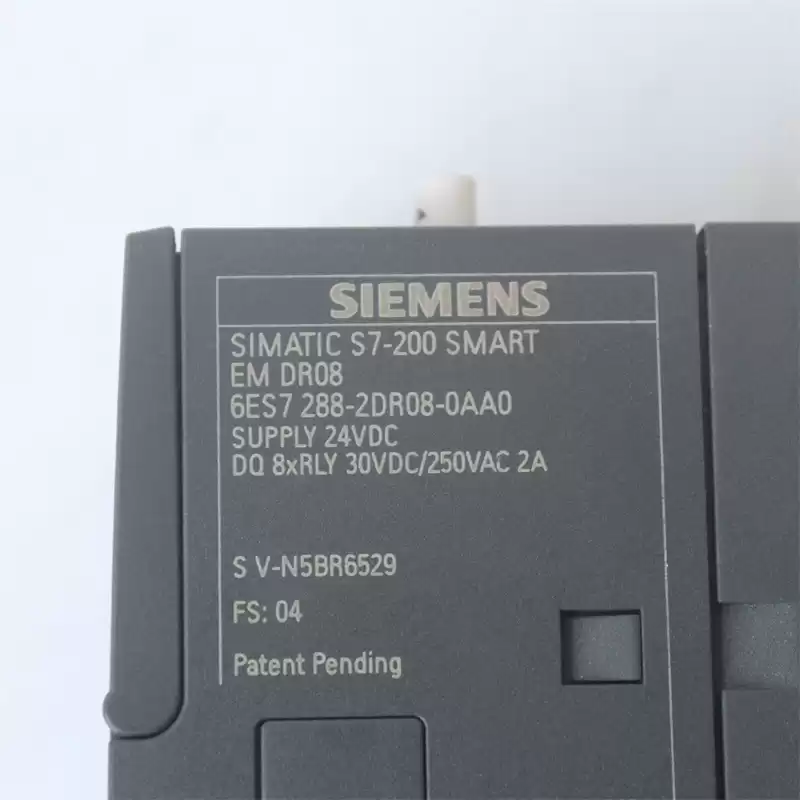 SIEMENS
SIMATIC S7-200 SMART
EM DR08
6ES7 288-2DR08-0AA0
SUPPLY 24VDC
DQ 8xRLY 30VDC/250VAC 2A
S V-N5BR6529
FS: 04
Patent Pending